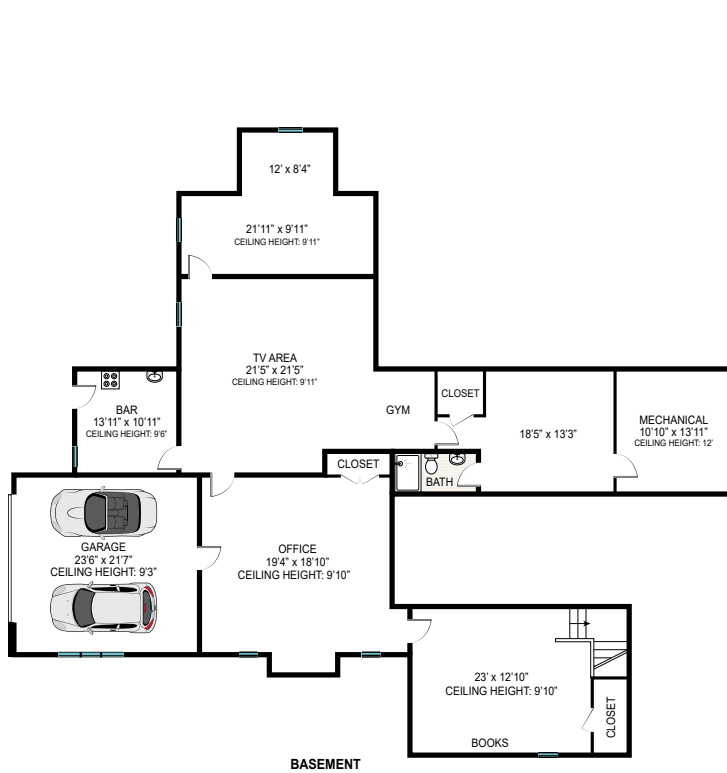 12' x 8'4"
21'11" x 9'11"
CEILING HEIGHT: 9'11"
TV AREA
21'5" x 21'5"
CEILING HEIGHT: 9'11"
BAR
13'11" x 10'11"
CEILING HEIGHT: 9'6"
GYM
CLOSET
18'5" x 13'3"
MECHANICAL
10'10" x 13'11"
CEILING HEIGHT: 12'
CLOSET
BATH
GARAGE
23'6" x 21'7"
CEILING HEIGHT: 9'3"
OFFICE
19'4" x 18'10"
CEILING HEIGHT: 9'10"
23' x 12'10"
CEILING HEIGHT: 9'10"
CLOSET
BOOKS
BASEMENT